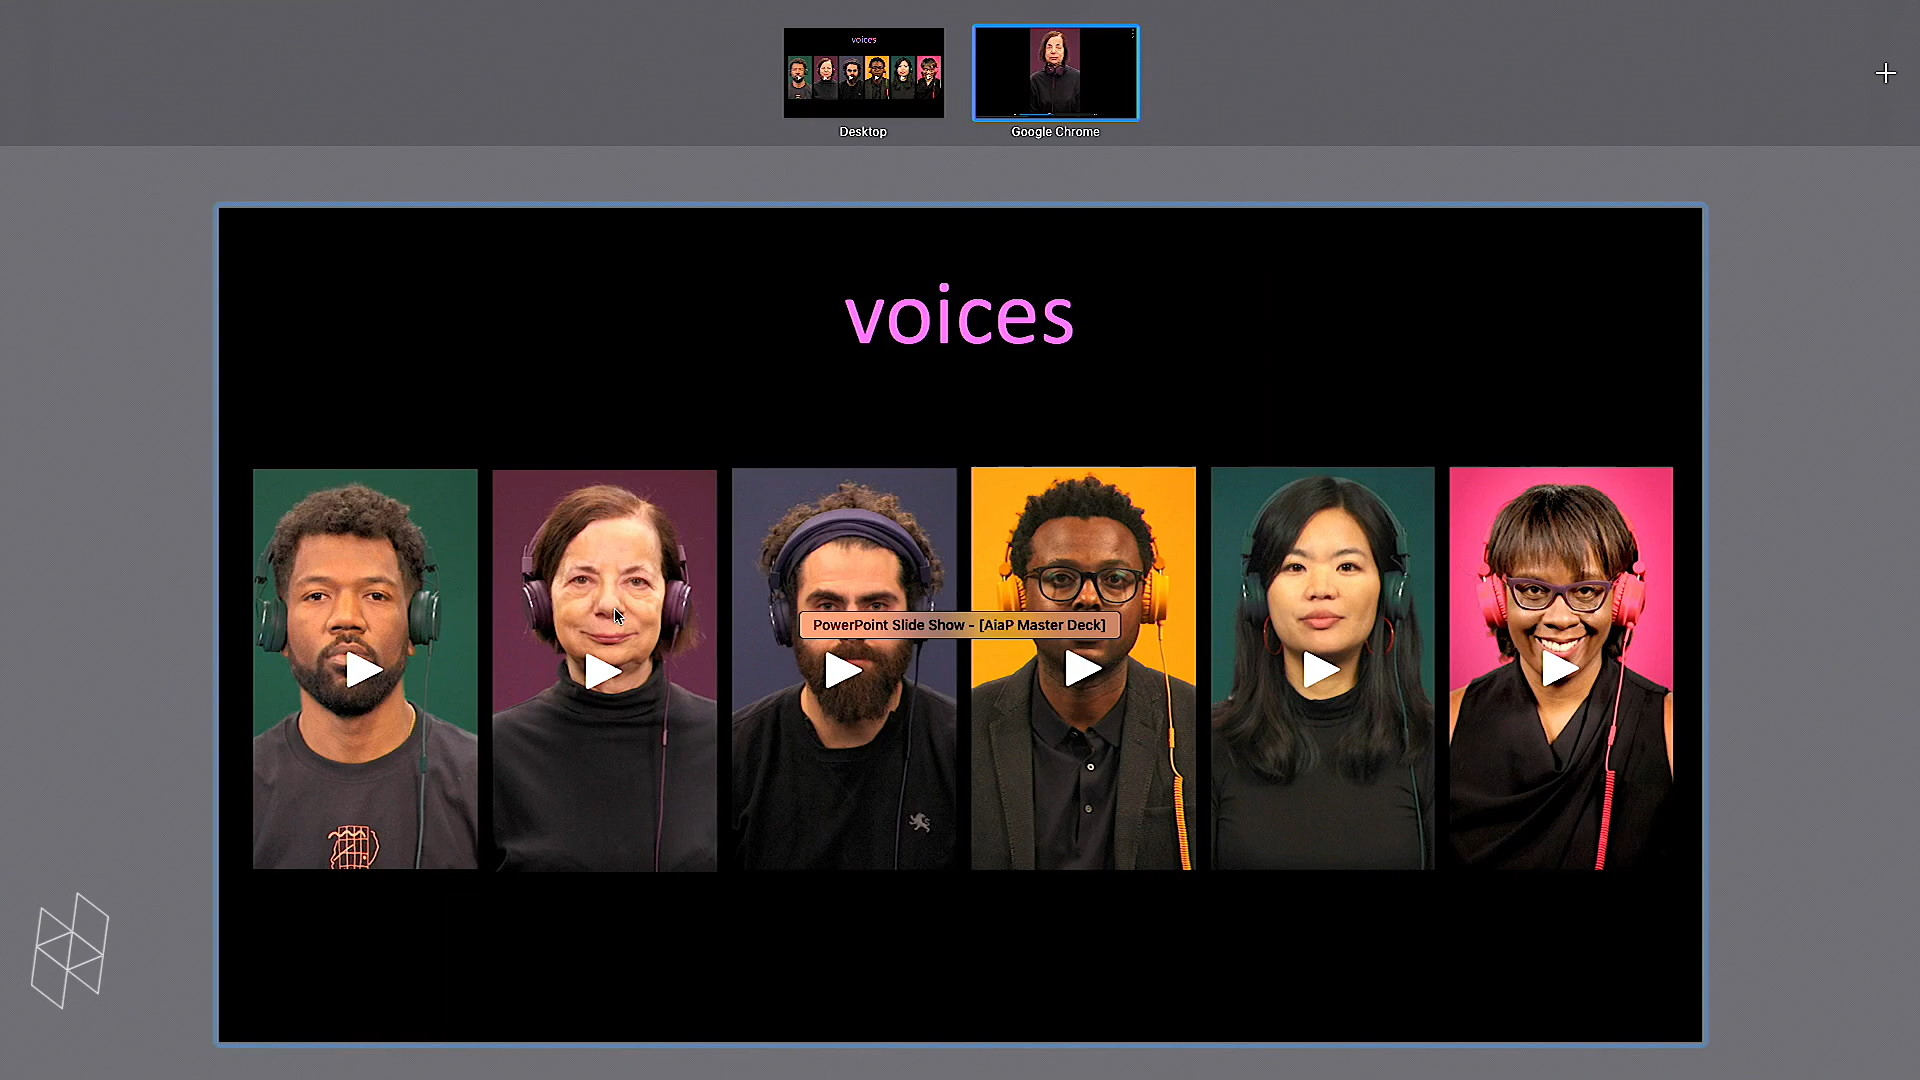 voices
Desktop
Google Chrome
voices
PowerPoint Slide Show - [AiaP Master Deck]